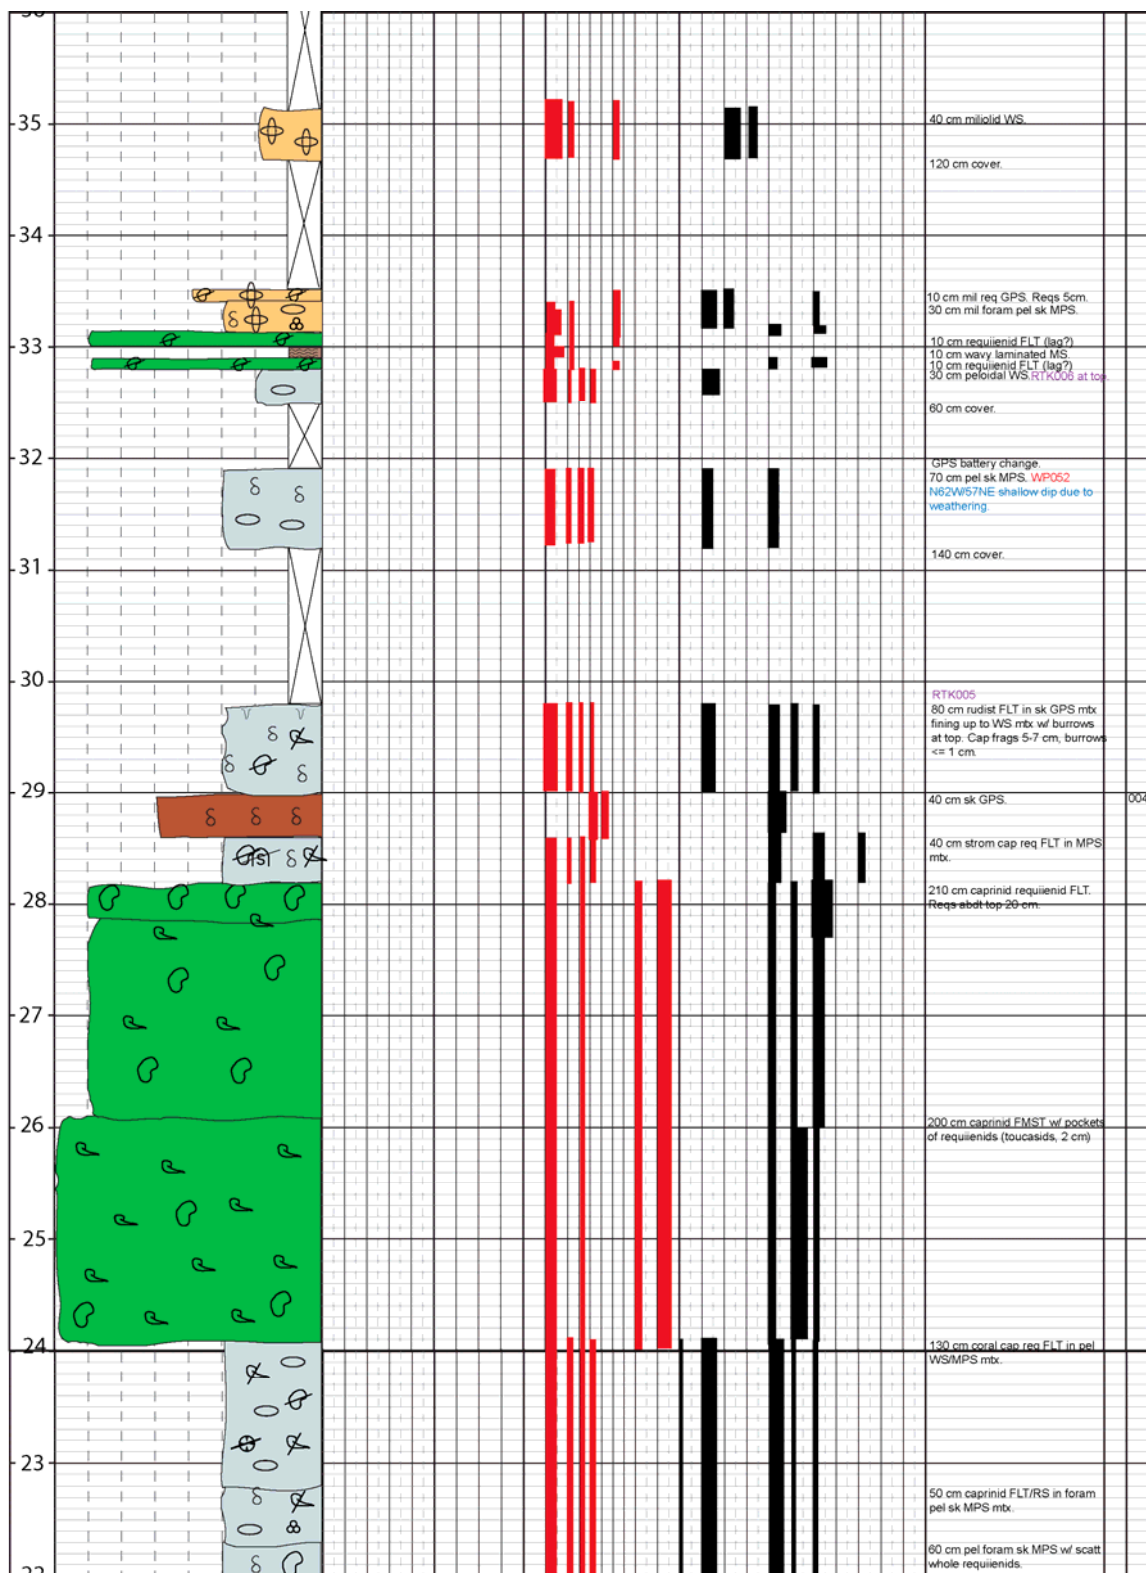 35
40 cm miliolid WS.
120 cm cover.
34
10 cm mil req GPS. Reqs 5cm.
30 cm mil foram pel sk MPS.
33
10 cm requienid FLT (lag?)
10 cm wavy laminated MS.
10 cm requienid FLT (lag?)
30 cm peloidal WS. RTK006 at top.
60 cm cover.
32
GPS battery change.
70 cm pel sk MPS. WP052
N62W/57NE shallow dip due to
weathering.
140 cm cover.
31
30
RTK005
80 cm rudist FLT in sk GPS mtx
fining up to WS mtx w/ burrows
at top. Cap frags 5-7 cm, burrows
<= 1 cm.
29
40 cm sk GPS.
004
40 cm strom cap req FLT in MPS
mtx.
28
210 cm caprinid requienid FLT.
Reqs abdt top 20 cm.
27
26
200 cm caprinid FMST w/ pockets
of requienids (toucasids, 2 cm)
25
24
130 cm coral cap req FLT in pel
WS/MPS mtx.
23
50 cm caprinid FLT/RS in foram
pel sk MPS mtx.
60 cm pel foram sk MPS w/ scatt
whole requienids.